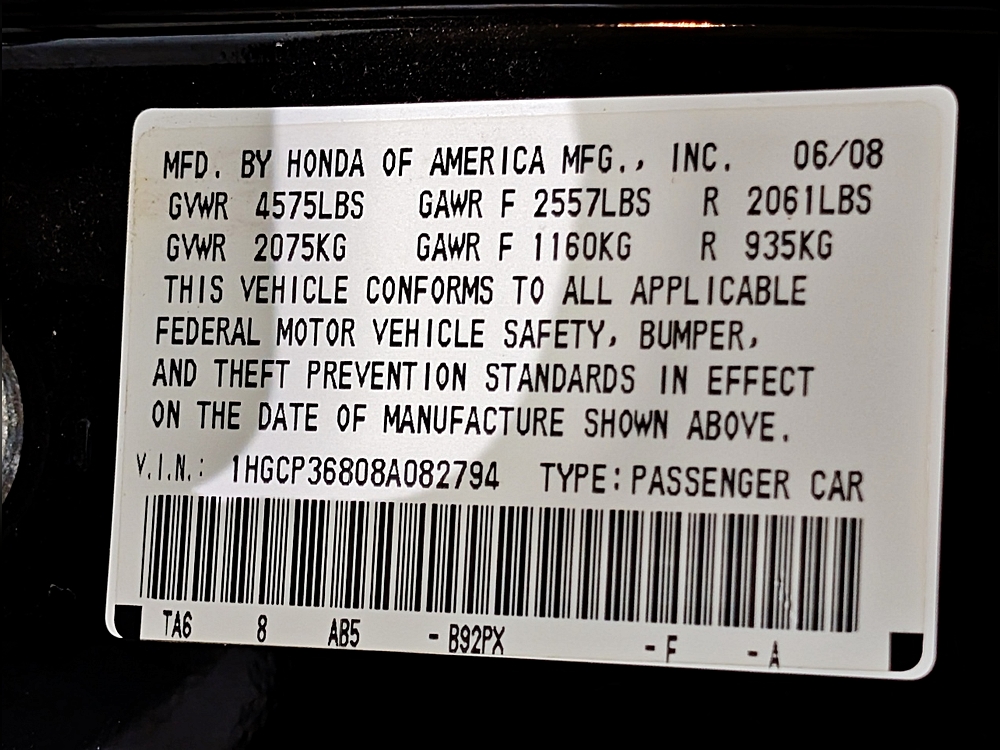 MFD. BY HONDA OF AMERICA MFG., INC. 06/08
GVWR 4575LBS GAWR F 2557LBS R 2061LBS
GVWR 2075KG GAWR F 1160KG R 935KG
THIS VEHICLE CONFORMS TO ALL APPLICABLE
FEDERAL MOTOR VEHICLE SAFETY, BUMPER,
AND THEFT PREVENTION STANDARDS IN EFFECT
ON THE DATE OF MANUFACTURE SHOWN ABOVE.
V.I.N.: 1HGCP36808A082794 TYPE: PASSENGER CAR
TA6 8 AB5 - B92PX - F - A